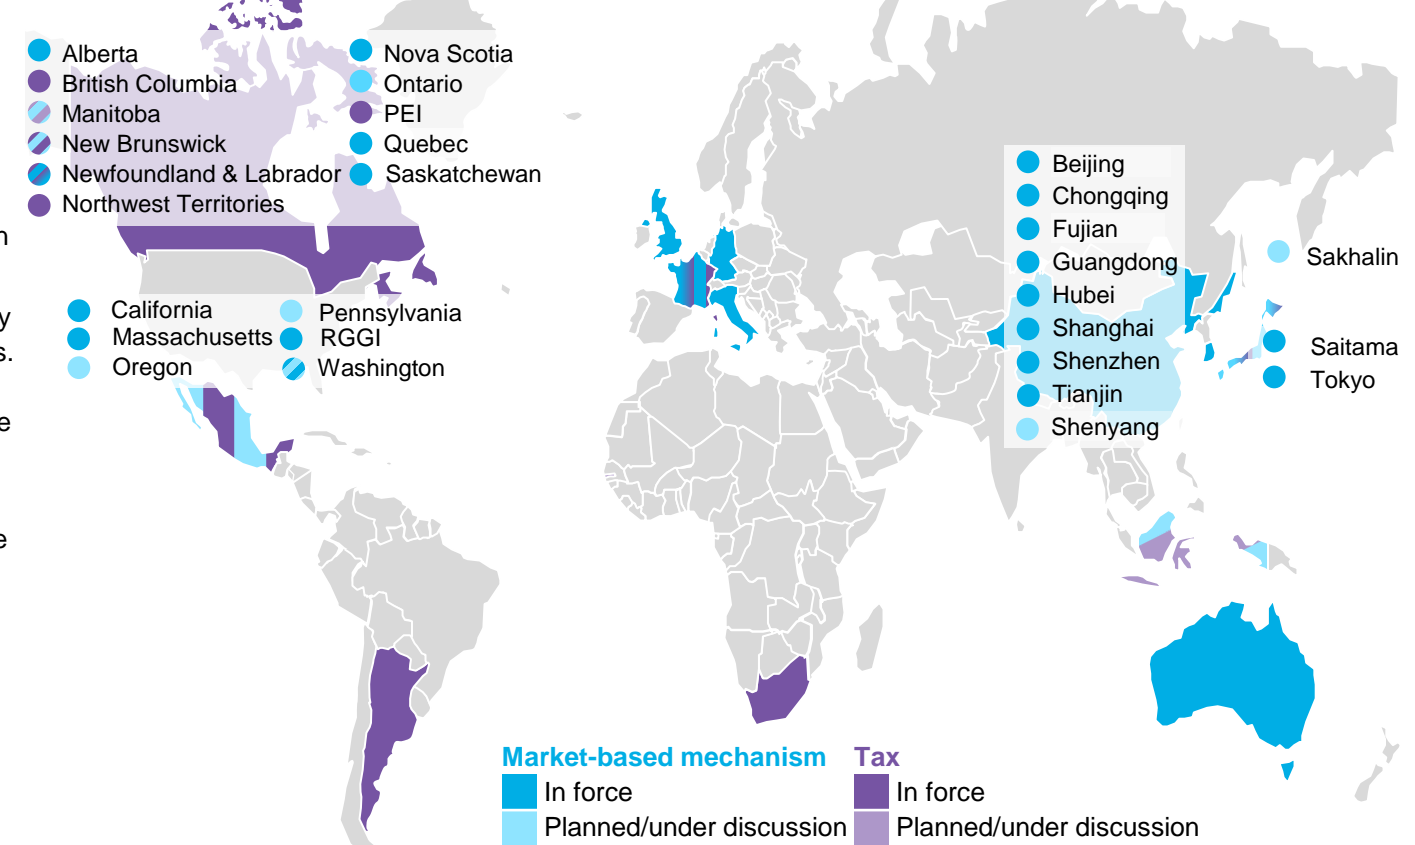 Alberta
British Columbia
Manitoba
New Brunswick
Newfoundland & Labrador
Northwest Territories
Nova Scotia
Ontario
PEI
Quebec
Saskatchewan
n
y
s.
e
e
California
Massachusetts
Oregon
Pennsylvania
RGGI
Washington
Beijing
Chongqing
Fujian
Guangdong
Hubei
Shanghai
Shenzhen
Tianjin
Shenyang
Sakhalin
Saitama
Tokyo
Market-based mechanism
In force
Planned/under discussion
Tax
In force
Planned/under discussion